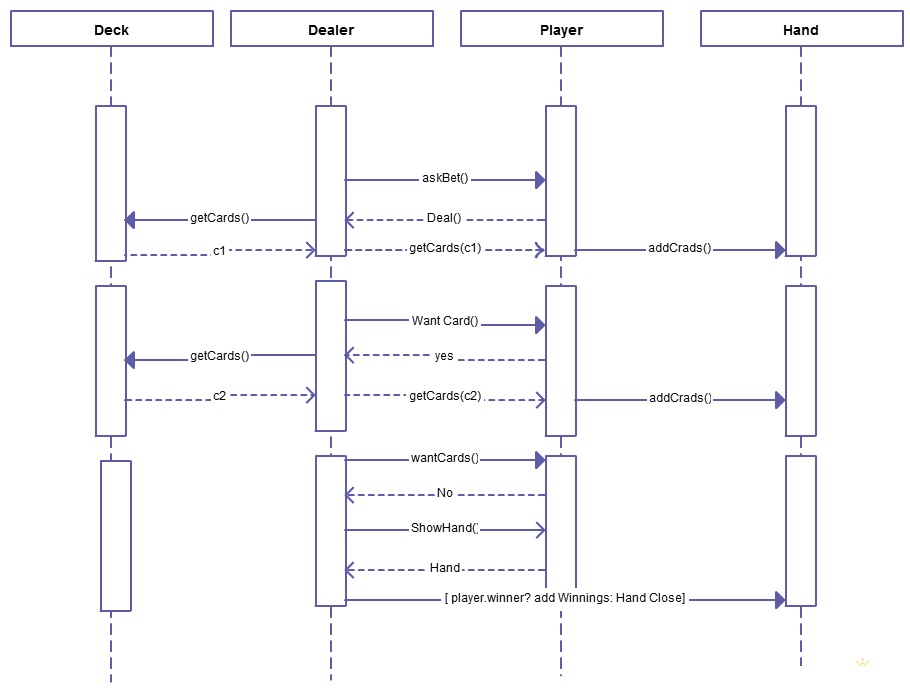 Deck
Dealer
Player
Hand
askBet()
getCards()
Deal()
c1
getCards(c1)
addCrads()
Want Card()
getCards()
yes
c2
getCards(c2)
addCrads()
wantCards()
No
ShowHand()
Hand
[ player.winner? add Winnings: Hand Close]